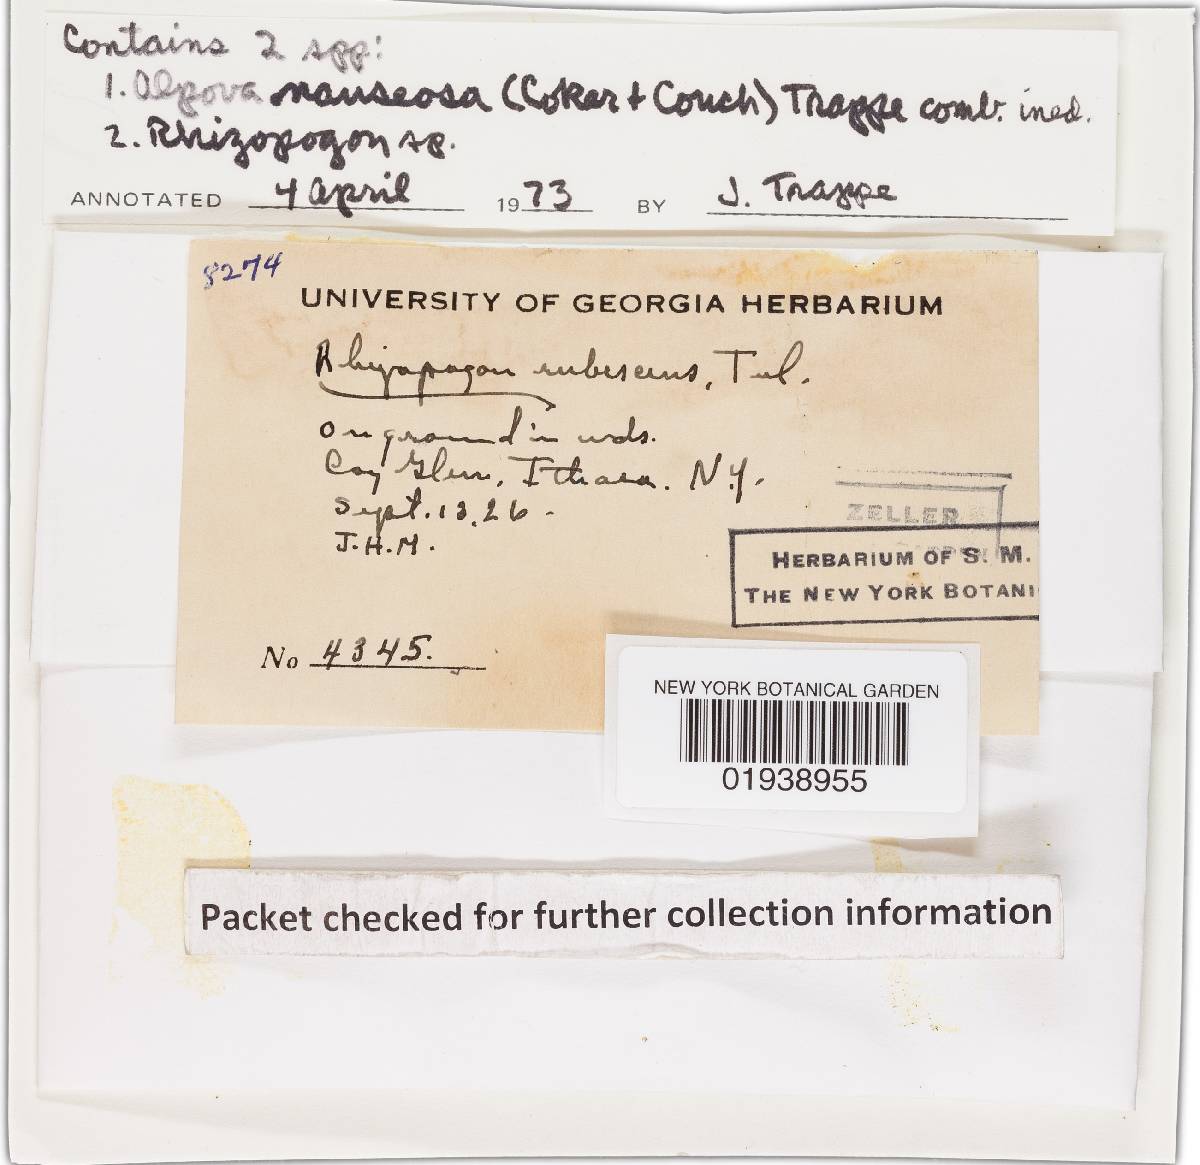 Contains 2 spp:
1. Alpova nauseosa (Coker + Couch) Trappe comb. ined.
2. Rhizopogon sp.
ANNOTATED 4 April 1973 BY J. Trappe
8274
UNIVERSITY OF GEORGIA HERBARIUM
Rhizopogon rubescens, Tul.
on ground in wds.
Coy Glen, Ithaca. N.Y.
Sept. 13, 26 -
J.H.M.
ZELLER
HERBARIUM OF S. M.
THE NEW YORK BOTANI
No 4345.
NEW YORK BOTANICAL GARDEN
01938955
Packet checked for further collection information